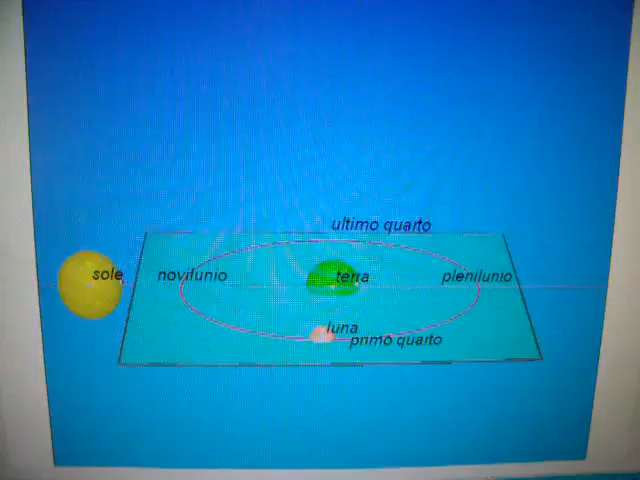 ultimo quarto
sole
novilunio
terra
plenilunio
luna
primo quarto